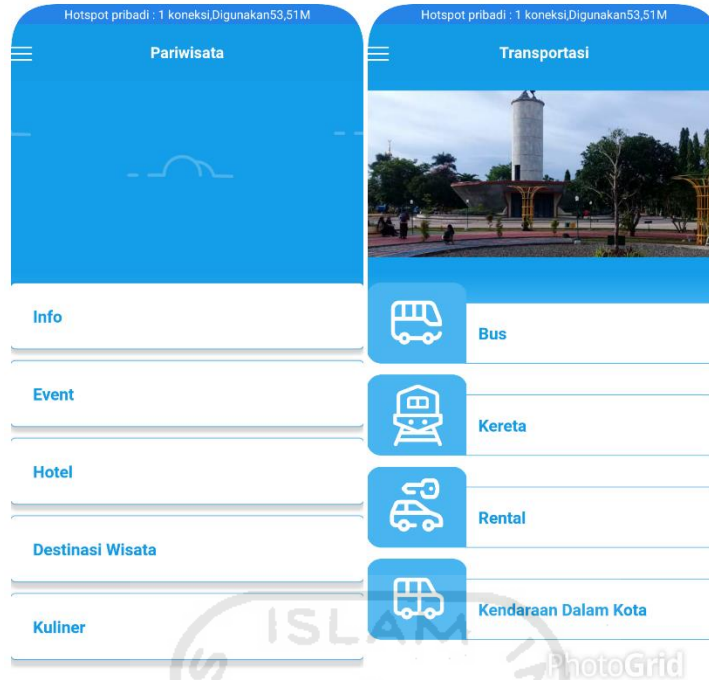 Hotspot pribadi : 1 koneksi,Digunakan53,51M
Pariwisata
Info
Event
Hotel
Destinasi Wisata
Kuliner
Hotspot pribadi : 1 koneksi,Digunakan53,51M
Transportasi
Bus
Kereta
Rental
Kendaraan Dalam Kota
ISLAM
PhotoGrid